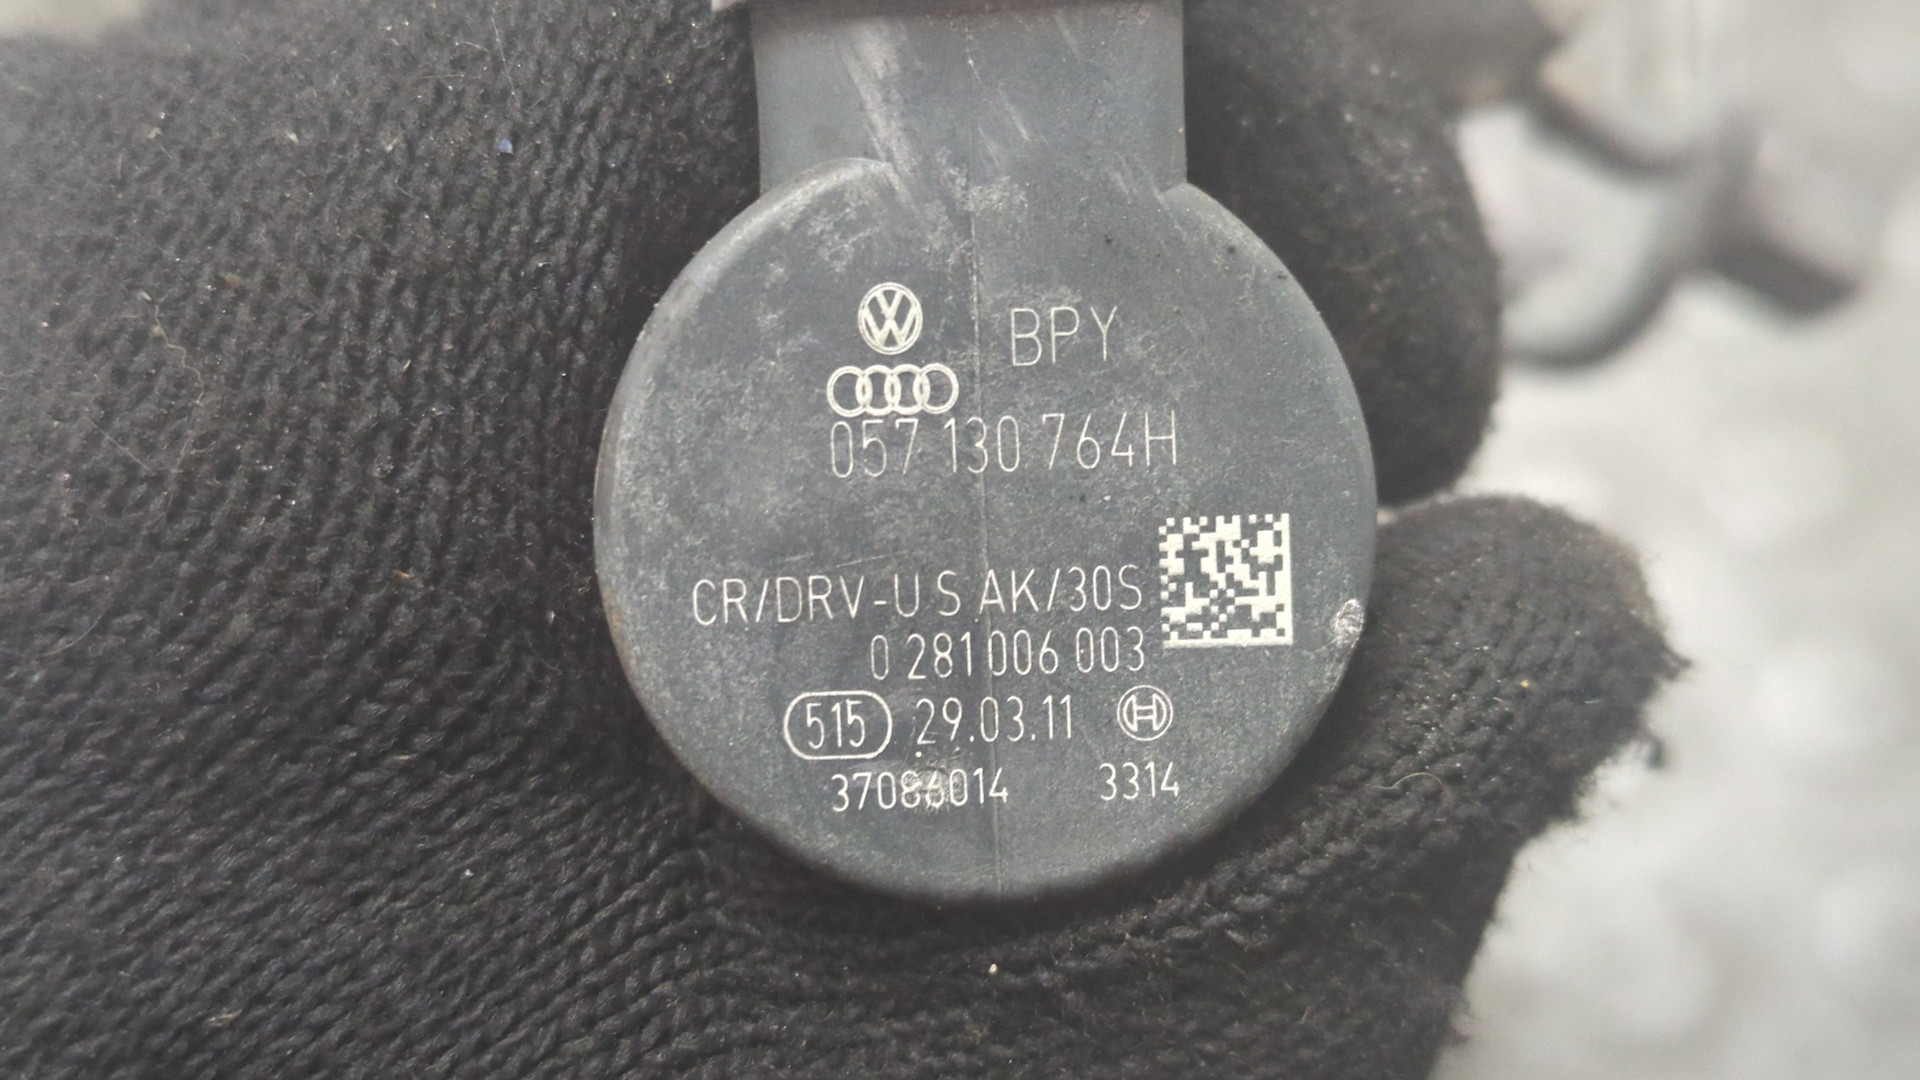 BPY
057 130 764H
CR/DRV-U S AK/30S
0 281 006 003
515 29.03.11
37086014 3314